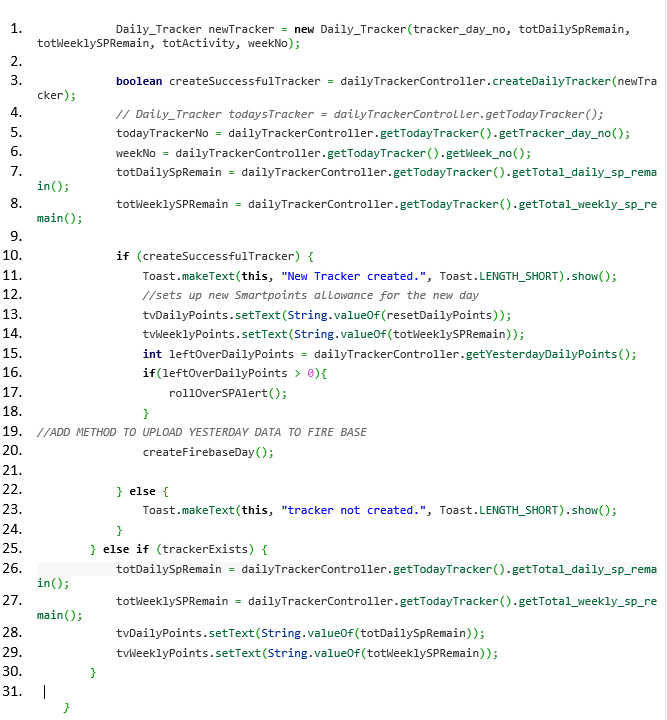 1. Daily_Tracker newTracker = new Daily_Tracker(tracker_day_no, totDailySpRemain,
totWeeklySPRemain, totActivity, weekNo);
2.
3. boolean createSuccessfulTracker = dailyTrackerController.createDailyTracker(newTra
cker);
4. // Daily_Tracker todaysTracker = dailyTrackerController.getTodayTracker();
5. todayTrackerNo = dailyTrackerController.getTodayTracker().getTracker_day_no();
6. weekNo = dailyTrackerController.getTodayTracker().getWeek_no();
7. totDailySpRemain = dailyTrackerController.getTodayTracker().getTotal_daily_sp_rema
in();
8. totWeeklySPRemain = dailyTrackerController.getTodayTracker().getTotal_weekly_sp_re
main();
9.
10. if (createSuccessfulTracker) {
11. Toast.makeText(this, "New Tracker created.", Toast.LENGTH_SHORT).show();
12. //sets up new Smartpoints allowance for the new day
13. tvDailyPoints.setText(String.valueOf(resetDailyPoints));
14. tvWeeklyPoints.setText(String.valueOf(totWeeklySPRemain));
15. int leftOverDailyPoints = dailyTrackerController.getYesterdayDailyPoints();
16. if(leftOverDailyPoints > 0){
17. rollOverSPAlert();
18. }
19. //ADD METHOD TO UPLOAD YESTERDAY DATA TO FIRE BASE
20. createFirebaseDay();
21.
22. } else {
23. Toast.makeText(this, "tracker not created.", Toast.LENGTH_SHORT).show();
24. }
25. } else if (trackerExists) {
26. totDailySpRemain = dailyTrackerController.getTodayTracker().getTotal_daily_sp_rema
in();
27. totWeeklySPRemain = dailyTrackerController.getTodayTracker().getTotal_weekly_sp_re
main();
28. tvDailyPoints.setText(String.valueOf(totDailySpRemain));
29. tvWeeklyPoints.setText(String.valueOf(totWeeklySPRemain));
30. }
31.
}